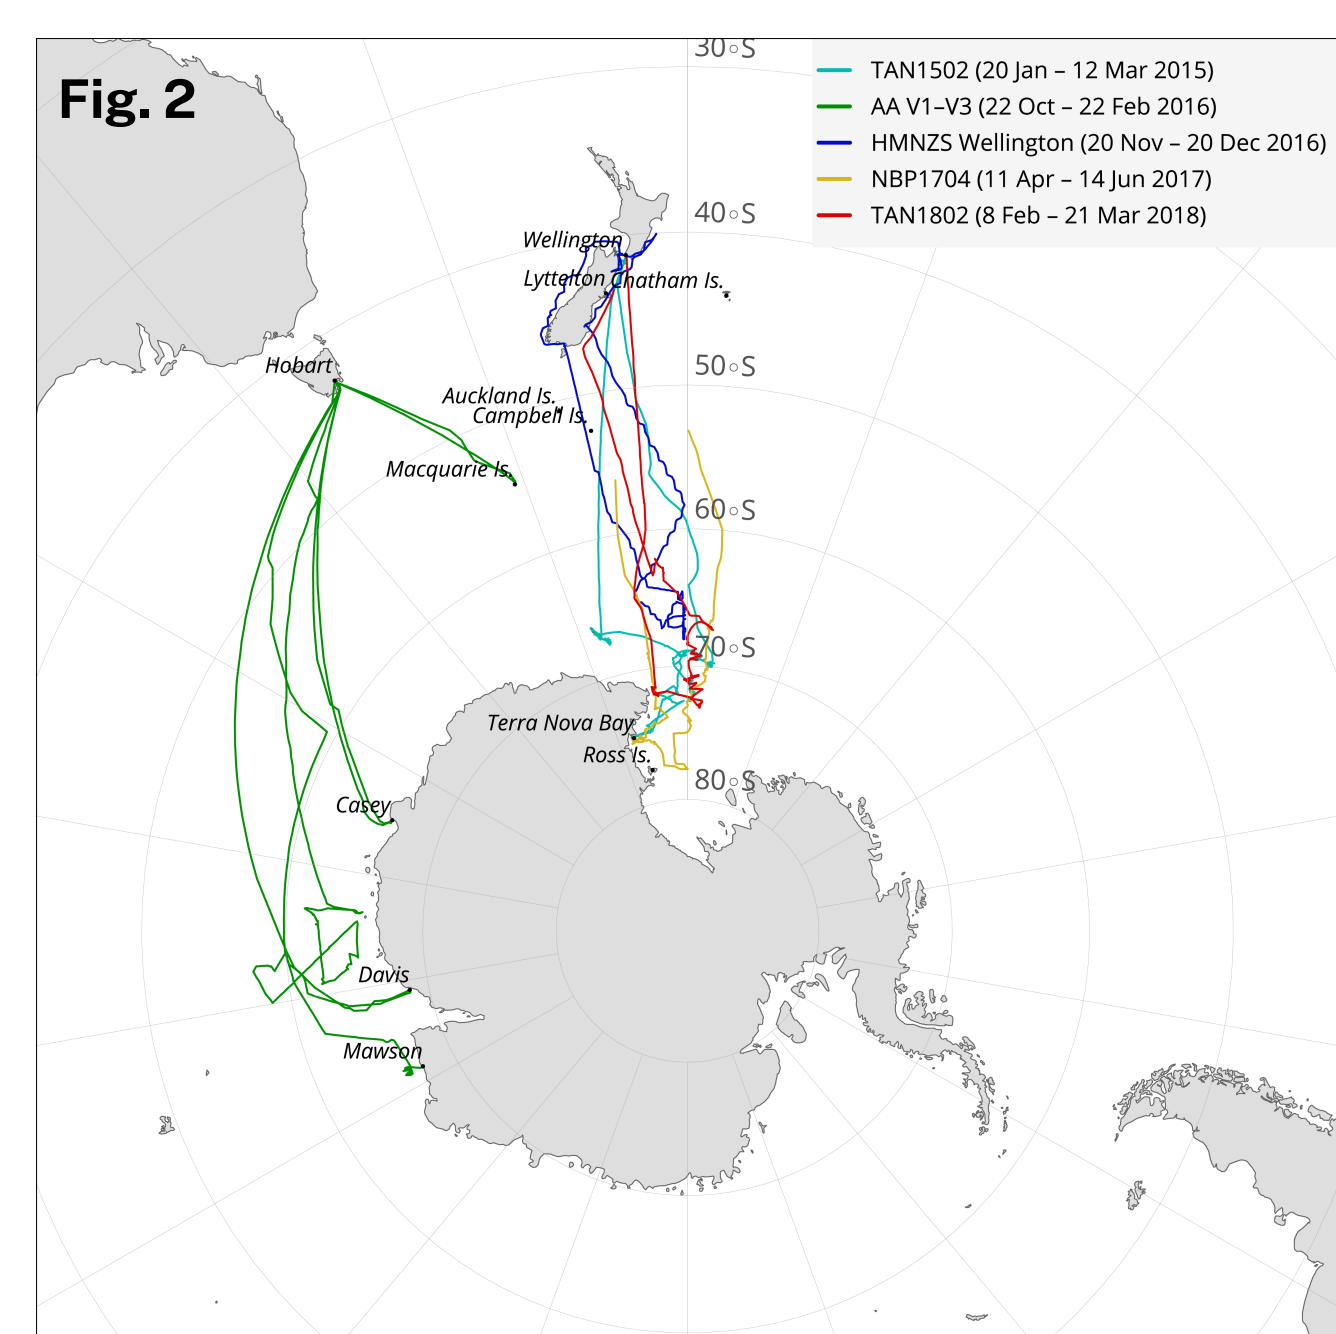 Fig. 2
30°S
TAN1502 (20 Jan – 12 Mar 2015)
AA V1–V3 (22 Oct – 22 Feb 2016)
HMNZS Wellington (20 Nov – 20 Dec 2016)
NBP1704 (11 Apr – 14 Jun 2017)
TAN1802 (8 Feb – 21 Mar 2018)
40°S
Wellington
Lyttelton
Chatham Is.
Hobart
50°S
Auckland Is.
Campbell Is.
Macquarie Is.
60°S
70°S
Terra Nova Bay
Ross Is.
80°S
Casey
Davis
Mawson